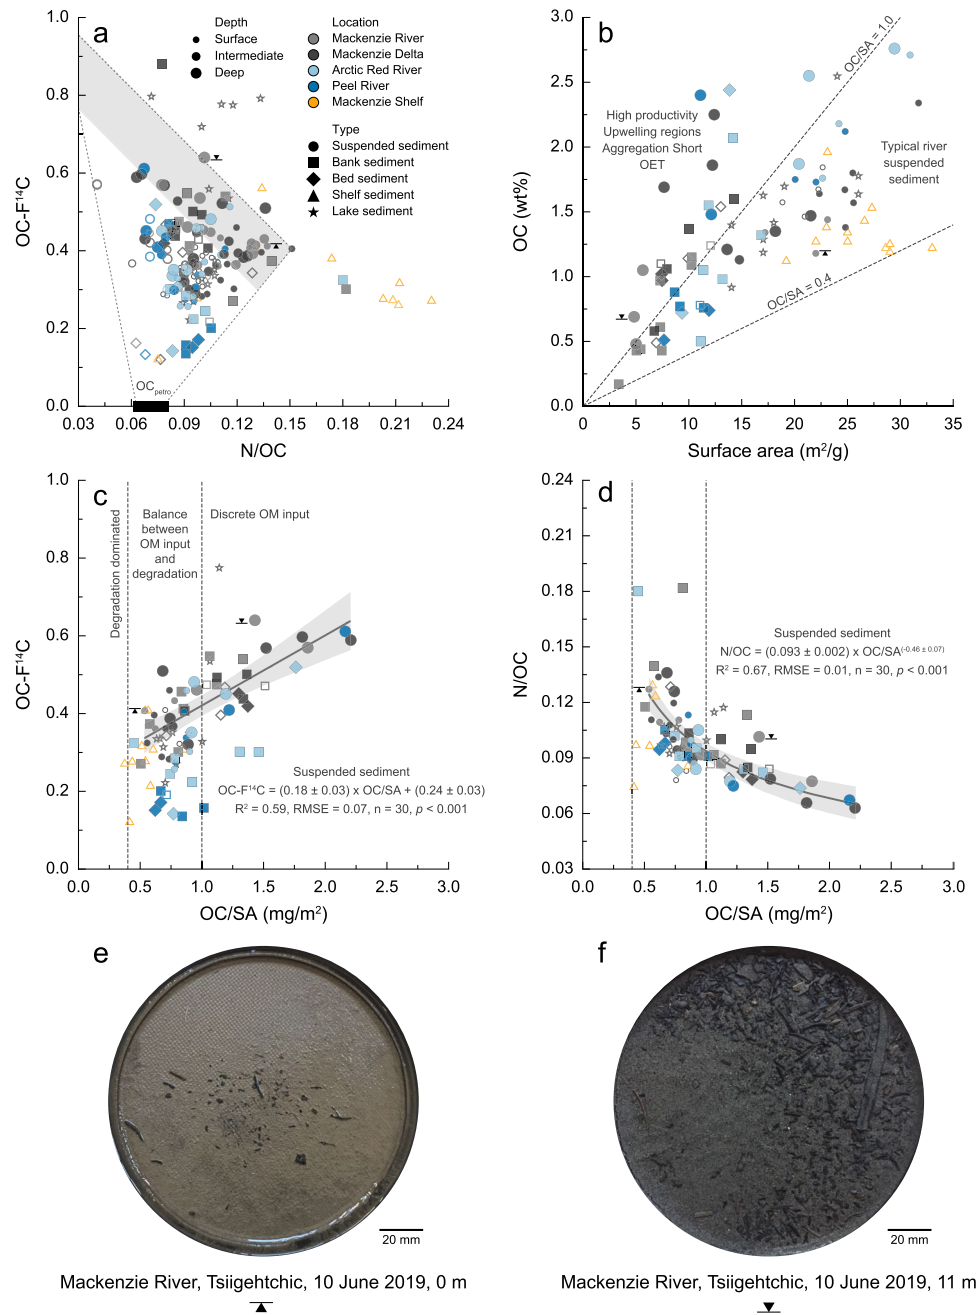 a
Depth
Surface
Intermediate
Deep
Location
Mackenzie River
Mackenzie Delta
Arctic Red River
Peel River
Mackenzie Shelf
Type
Suspended sediment
Bank sediment
Bed sediment
Shelf sediment
Lake sediment
OCpetro
1.0
0.8
0.6
0.4
0.2
0.0
0.03
0.06
0.09
0.12
0.15
0.18
0.21
0.24
OC-F¹⁴C
N/OC
b
High productivity
Upwelling regions
Aggregation Short
OET
Typical river
suspended
sediment
OC/SA = 1.0
OC/SA = 0.4
3.0
2.5
2.0
1.5
1.0
0.5
0.0
0
5
10
15
20
25
30
35
OC (wt%)
Surface area (m²/g)
c
Degradation dominated
Balance
between
OM input
and
degradation
Discrete OM input
Suspended sediment
OC-F¹⁴C = (0.18 ± 0.03) x OC/SA + (0.24 ± 0.03)
R² = 0.59, RMSE = 0.07, n = 30, p < 0.001
1.0
0.8
0.6
0.4
0.2
0.0
0.0
0.5
1.0
1.5
2.0
2.5
3.0
OC-F¹⁴C
OC/SA (mg/m²)
d
Suspended sediment
N/OC = (0.093 ± 0.002) x OC/SA⁽⁻⁰·⁴⁶ ± ⁰·⁰⁷⁾
R² = 0.67, RMSE = 0.01, n = 30, p < 0.001
0.24
0.21
0.18
0.15
0.12
0.09
0.06
0.03
0.0
0.5
1.0
1.5
2.0
2.5
3.0
N/OC
OC/SA (mg/m²)
e
20 mm
Mackenzie River, Tsiigehtchic, 10 June 2019, 0 m
f
20 mm
Mackenzie River, Tsiigehtchic, 10 June 2019, 11 m